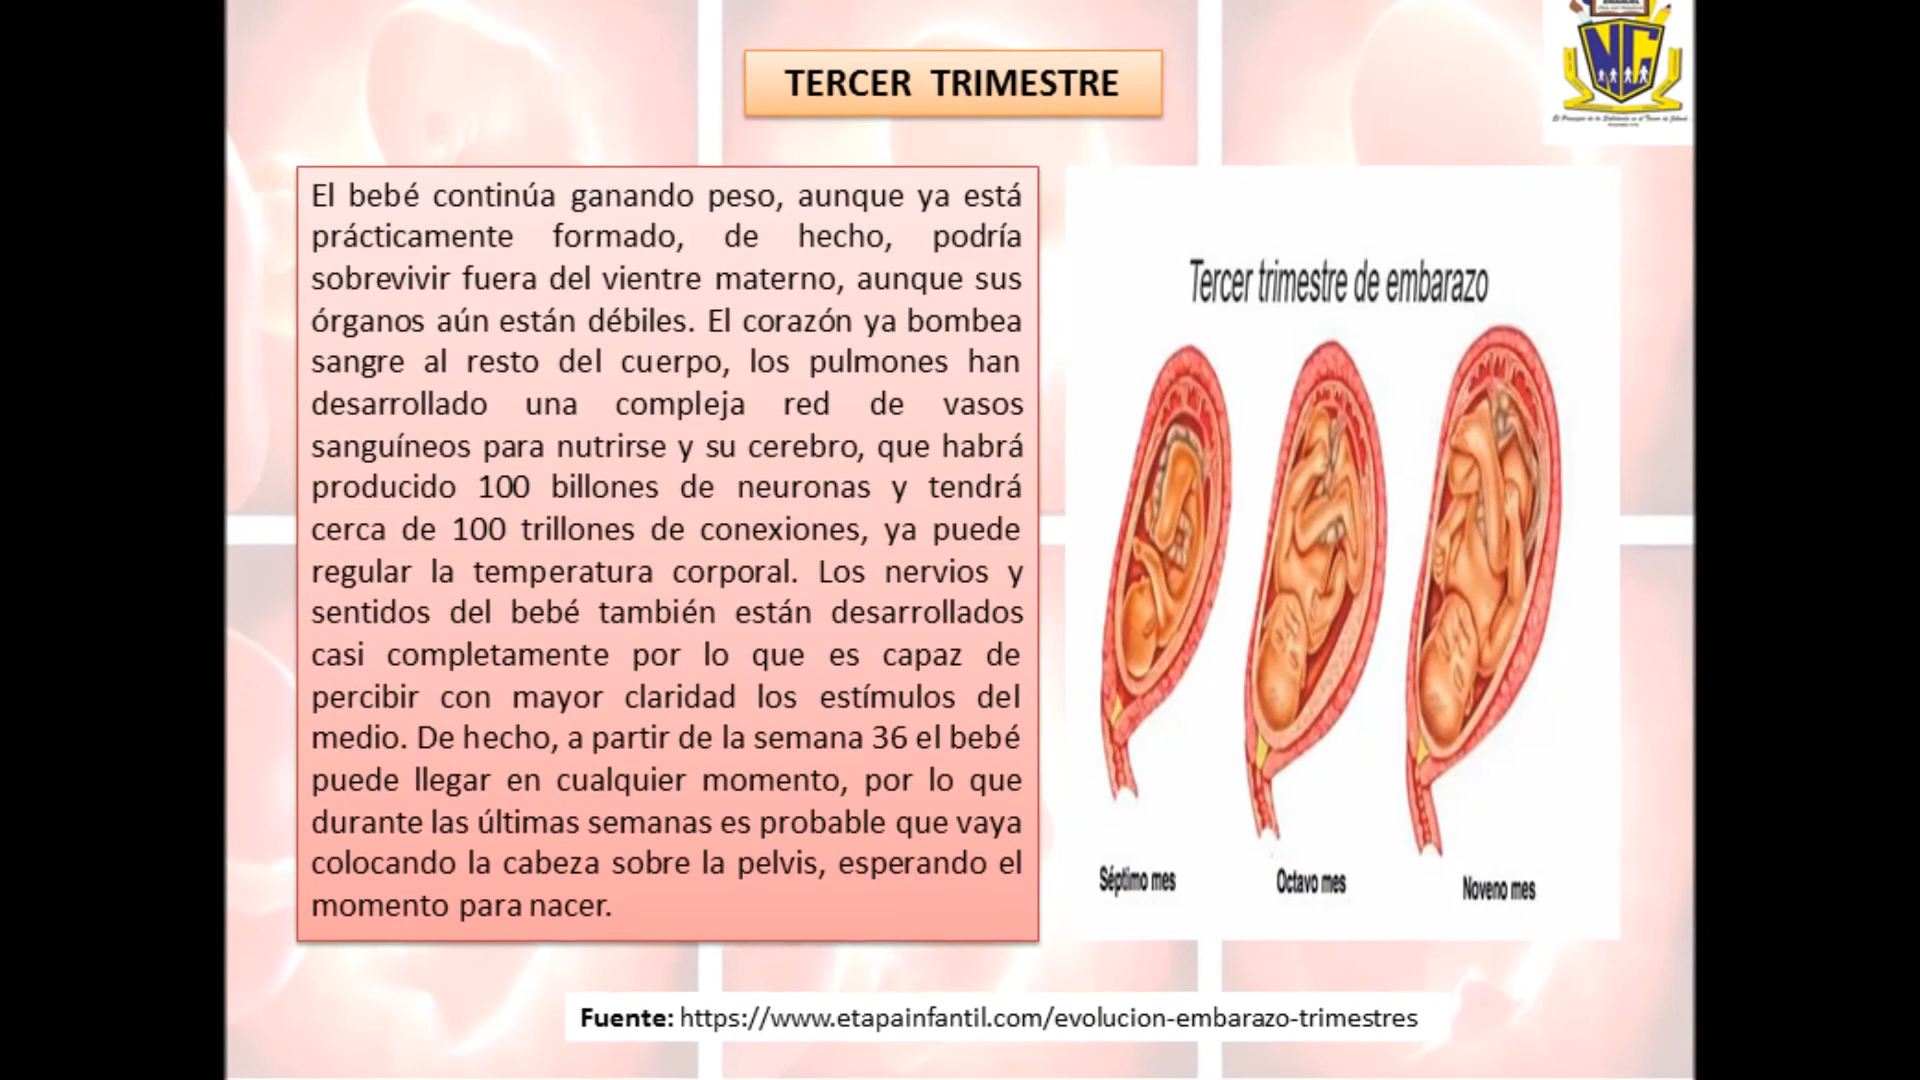 TERCER TRIMESTRE
NC
El bebé continúa ganando peso, aunque ya está
prácticamente formado, de hecho, podría
sobrevivir fuera del vientre materno, aunque sus
órganos aún están débiles. El corazón ya bombea
sangre al resto del cuerpo, los pulmones han
desarrollado una compleja red de vasos
sanguíneos para nutrirse y su cerebro, que habrá
producido 100 billones de neuronas y tendrá
cerca de 100 trillones de conexiones, ya puede
regular la temperatura corporal. Los nervios y
sentidos del bebé también están desarrollados
casi completamente por lo que es capaz de
percibir con mayor claridad los estímulos del
medio. De hecho, a partir de la semana 36 el bebé
puede llegar en cualquier momento, por lo que
durante las últimas semanas es probable que vaya
colocando la cabeza sobre la pelvis, esperando el
momento para nacer.
Tercer trimestre de embarazo
Séptimo mes
Octavo mes
Noveno mes
Fuente: https://www.etapainfantil.com/evolucion-embarazo-trimestres